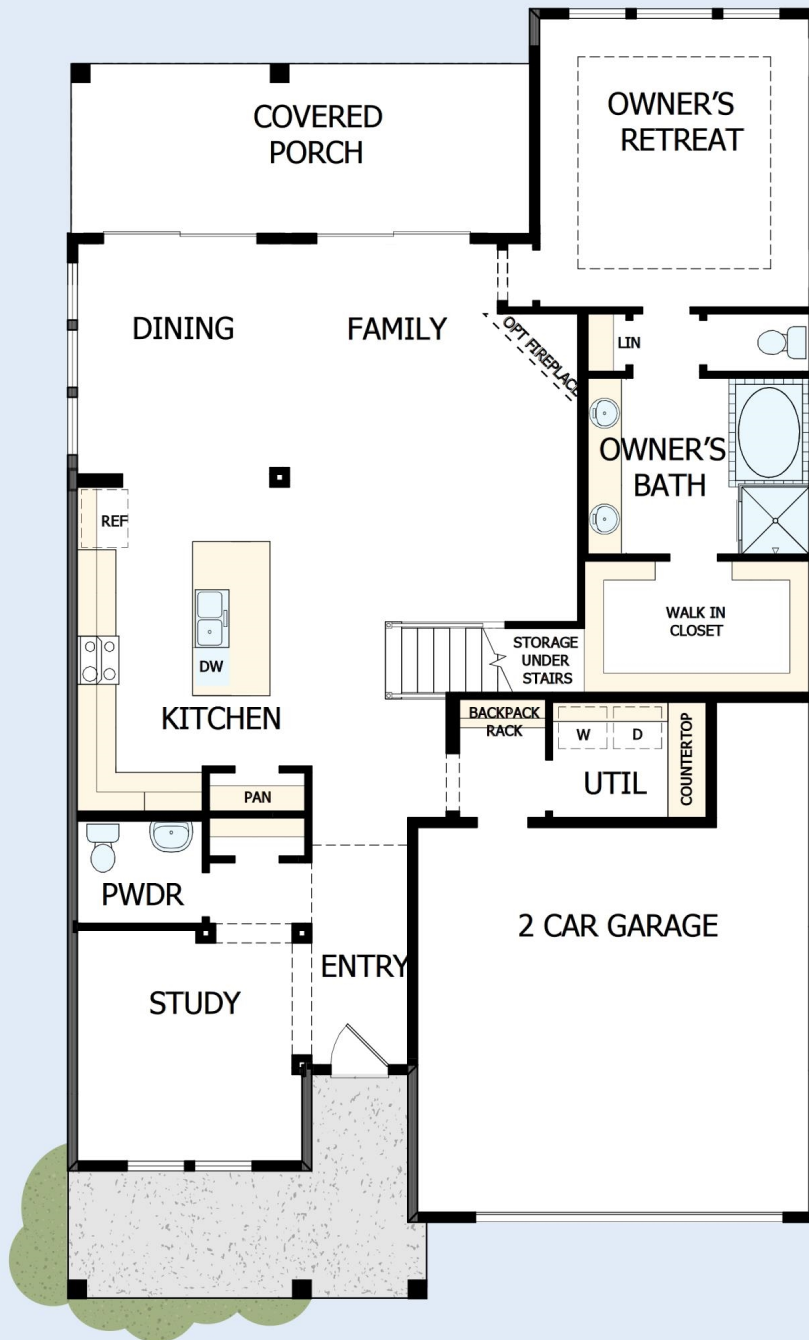 OWNER'S
RETREAT
COVERED
PORCH
DINING
FAMILY
OPT FIREPLACE
LIN
OWNER'S
BATH
REF
WALK IN
CLOSET
STORAGE
UNDER
STAIRS
DW
KITCHEN
BACKPACK
RACK
W
D
COUNTERTOP
UTIL
PAN
PWDR
2 CAR GARAGE
ENTRY
STUDY